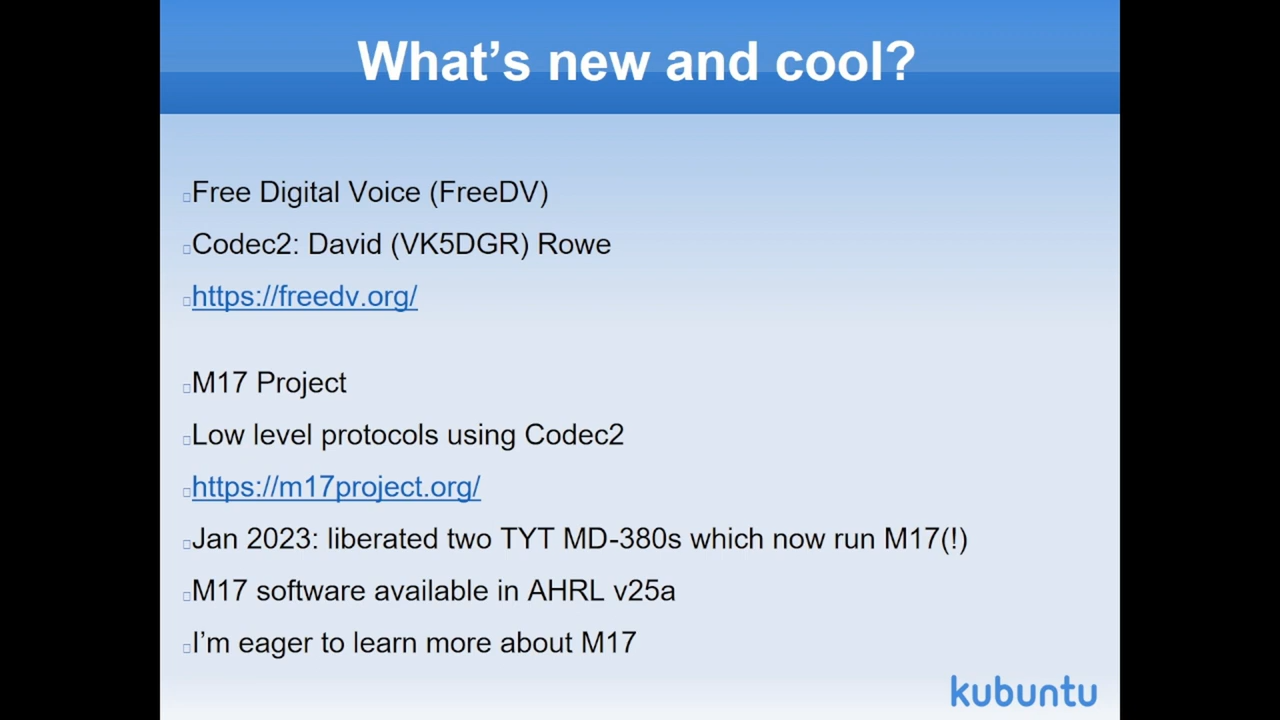 What’s new and cool?
Free Digital Voice (FreeDV)
Codec2: David (VK5DGR) Rowe
https://freedv.org/
M17 Project
Low level protocols using Codec2
https://m17project.org/
Jan 2023: liberated two TYT MD-380s which now run M17(!)
M17 software available in AHRL v25a
I’m eager to learn more about M17
kubuntu